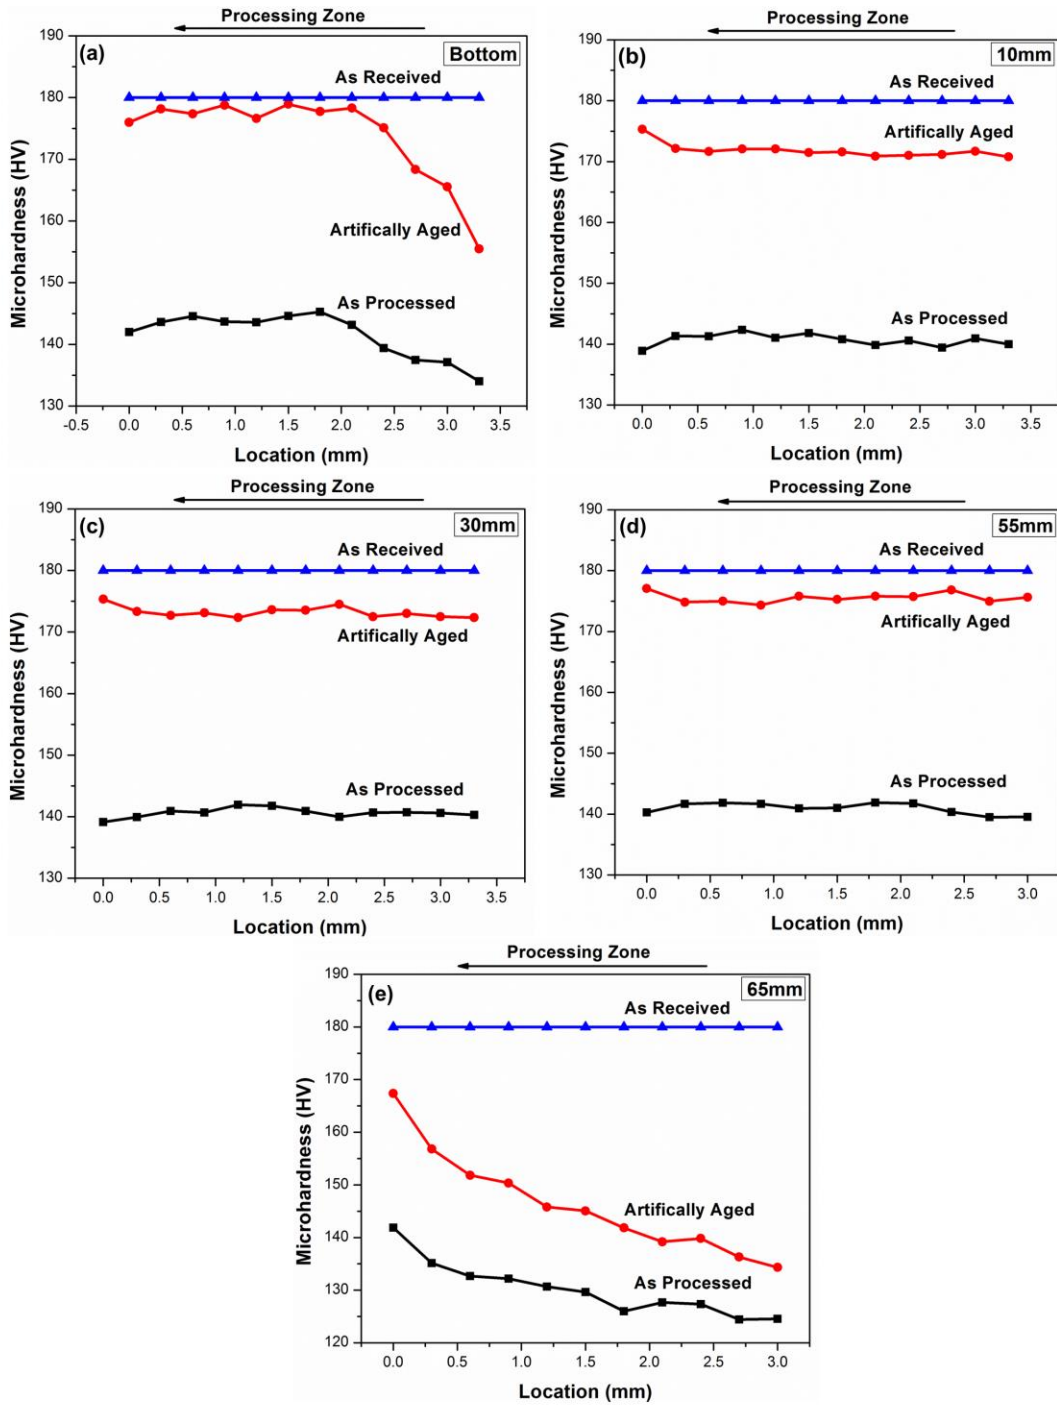 Processing Zone
(a)
Bottom
As Received
Artifically Aged
As Processed
Microhardness (HV)
190
180
170
160
150
140
130
-0.5 0.0 0.5 1.0 1.5 2.0 2.5 3.0 3.5
Location (mm)
Processing Zone
(b)
10mm
As Received
Artifically Aged
As Processed
Microhardness (HV)
190
180
170
160
150
140
130
0.0 0.5 1.0 1.5 2.0 2.5 3.0 3.5
Location (mm)
Processing Zone
(c)
30mm
As Received
Artifically Aged
As Processed
Microhardness (HV)
190
180
170
160
150
140
130
0.0 0.5 1.0 1.5 2.0 2.5 3.0 3.5
Location (mm)
Processing Zone
(d)
55mm
As Received
Artifically Aged
As Processed
Microhardness (HV)
190
180
170
160
150
140
130
0.0 0.5 1.0 1.5 2.0 2.5 3.0
Location (mm)
Processing Zone
(e)
65mm
As Received
Artifically Aged
As Processed
Microhardness (HV)
190
180
170
160
150
140
130
120
0.0 0.5 1.0 1.5 2.0 2.5 3.0
Location (mm)